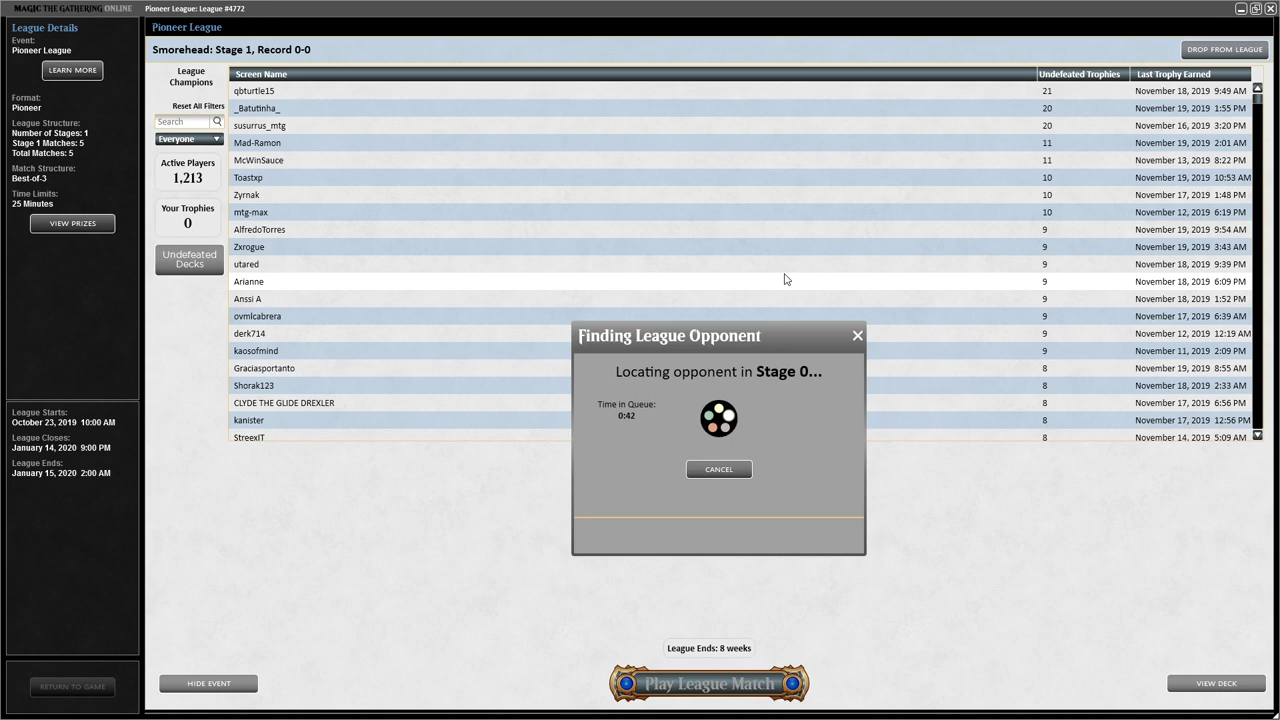 MAGIC THE GATHERING ONLINE
Pioneer League: League #4772
League Details
Event:
Pioneer League
LEARN MORE
Format:
Pioneer
League Structure:
Number of Stages: 1
Stage 1 Matches: 5
Total Matches: 5
Match Structure:
Best-of-3
Time Limits:
25 Minutes
VIEW PRIZES
League Starts:
October 23, 2019 10:00 AM
League Closes:
January 14, 2020 9:00 PM
League Ends:
January 15, 2020 2:00 AM
RETURN TO GAME
Pioneer League
Smorehead: Stage 1, Record 0-0
DROP FROM LEAGUE
League
Champions
Reset All Filters
Search
Everyone
Active Players
1,213
Your Trophies
0
Undefeated
Decks
Screen Name Undefeated Trophies Last Trophy Earned
qbturtle15 21 November 18, 2019 9:49 AM
_Batutinha_ 20 November 19, 2019 1:55 PM
susurrus_mtg 20 November 16, 2019 3:20 PM
Mad-Ramon 11 November 19, 2019 2:01 AM
McWinSauce 11 November 13, 2019 8:22 PM
Toastxp 10 November 19, 2019 10:53 AM
Zyrnak 10 November 17, 2019 1:48 PM
mtg-max 10 November 12, 2019 6:19 PM
AlfredoTorres 9 November 19, 2019 9:54 AM
Zxrogue 9 November 19, 2019 3:43 AM
utared 9 November 18, 2019 9:39 PM
Arianne 9 November 18, 2019 6:09 PM
Anssi A 9 November 18, 2019 1:52 PM
ovmlcabrera 9 November 17, 2019 6:39 AM
derk714 9 November 12, 2019 12:19 AM
kaosofmind 9 November 11, 2019 2:09 PM
Graciasportanto 8 November 19, 2019 8:55 AM
Shorak123 8 November 18, 2019 2:33 AM
CLYDE THE GLIDE DREXLER 8 November 17, 2019 6:56 PM
kanister 8 November 17, 2019 12:56 PM
StreexIT 8 November 14, 2019 5:09 AM
Finding League Opponent
Locating opponent in Stage 0...
Time in Queue:
0:42
CANCEL
League Ends: 8 weeks
HIDE EVENT
Play League Match
VIEW DECK